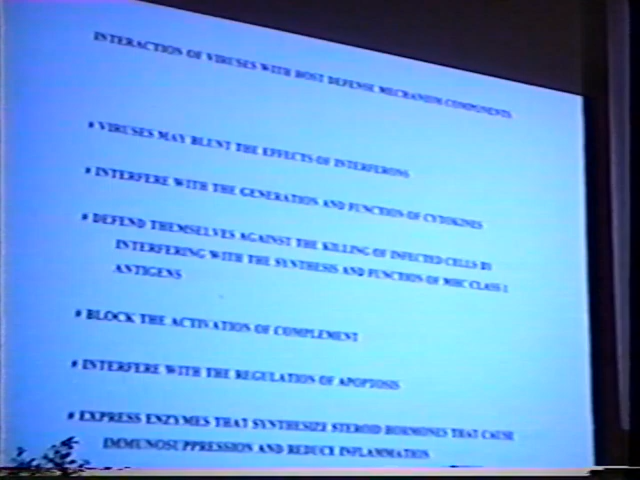 INTERACTION OF VIRUSES WITH HOST DEFENSE MECHANISM COMPONENTS
# VIRUSES MAY BLUNT THE EFFECTS OF INTERFERONS
# INTERFERE WITH THE GENERATION AND FUNCTION OF CYTOKINES
# DEFEND THEMSELVES AGAINST THE KILLING OF INFECTED CELLS BY
INTERFERING WITH THE SYNTHESIS AND FUNCTION OF MHC CLASS I
ANTIGENS
# BLOCK THE ACTIVATION OF COMPLEMENT
# INTERFERE WITH THE REGULATION OF APOPTOSIS
# EXPRESS ENZYMES THAT SYNTHESIZE STEROID HORMONES THAT CAUSE
IMMUNOSUPPRESSION AND REDUCE INFLAMMATION